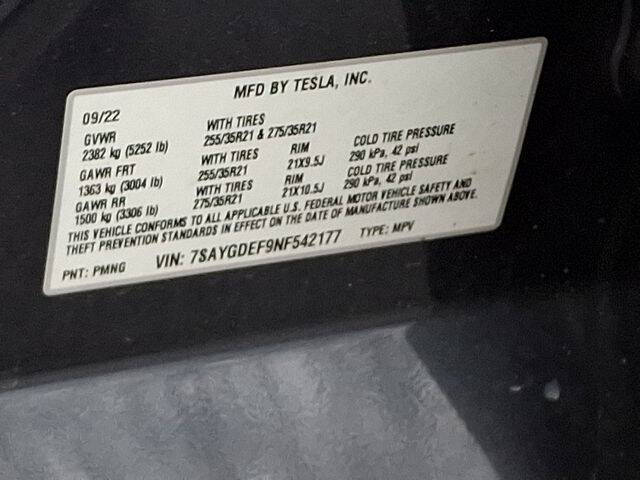 MFD BY TESLA, INC.
09/22
GVWR WITH TIRES
2382 kg (5252 lb) 255/35R21 & 275/35R21
GAWR FRT WITH TIRES RIM COLD TIRE PRESSURE
1363 kg (3004 lb) 255/35R21 21X9.5J 290 kPa, 42 psi
GAWR RR WITH TIRES RIM COLD TIRE PRESSURE
1500 kg (3306 lb) 275/35R21 21X10.5J 290 kPa, 42 psi
THIS VEHICLE CONFORMS TO ALL APPLICABLE U.S. FEDERAL MOTOR VEHICLE SAFETY AND
THEFT PREVENTION STANDARDS IN EFFECT ON THE DATE OF MANUFACTURE SHOWN ABOVE.
PNT: PMNG VIN: 7SAYGDEF9NF542177 TYPE: MPV